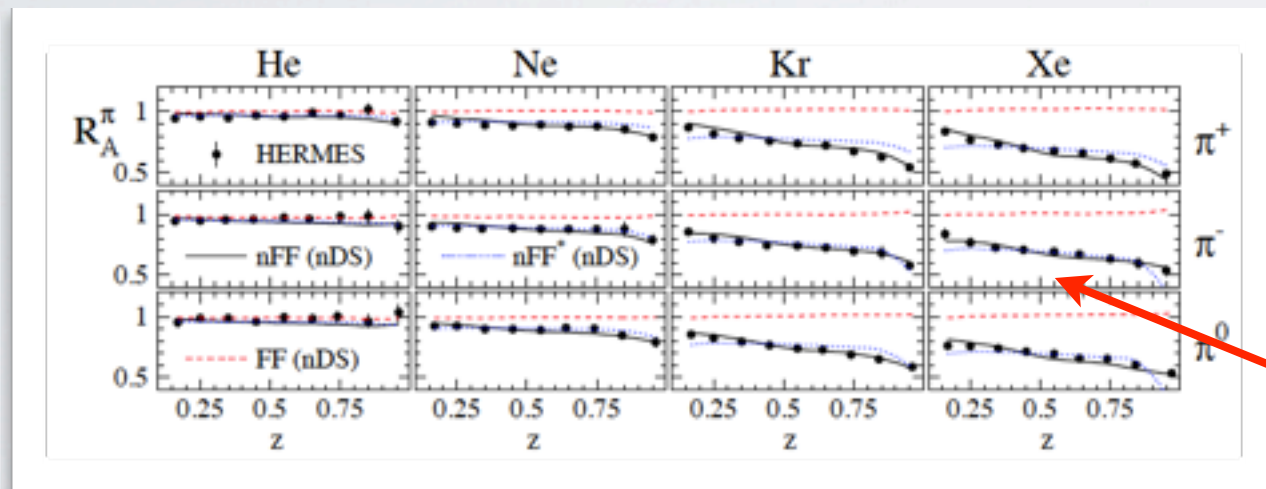 He Ne Kr Xe
R_A^π 1 HERMES π⁺
0.5
1 nFF (nDS) nFF* (nDS) π⁻
0.5
1 FF (nDS) π⁰
0.5
0.25 0.5 0.75 0.25 0.5 0.75 0.25 0.5 0.75 0.25 0.5 0.75
z z z z